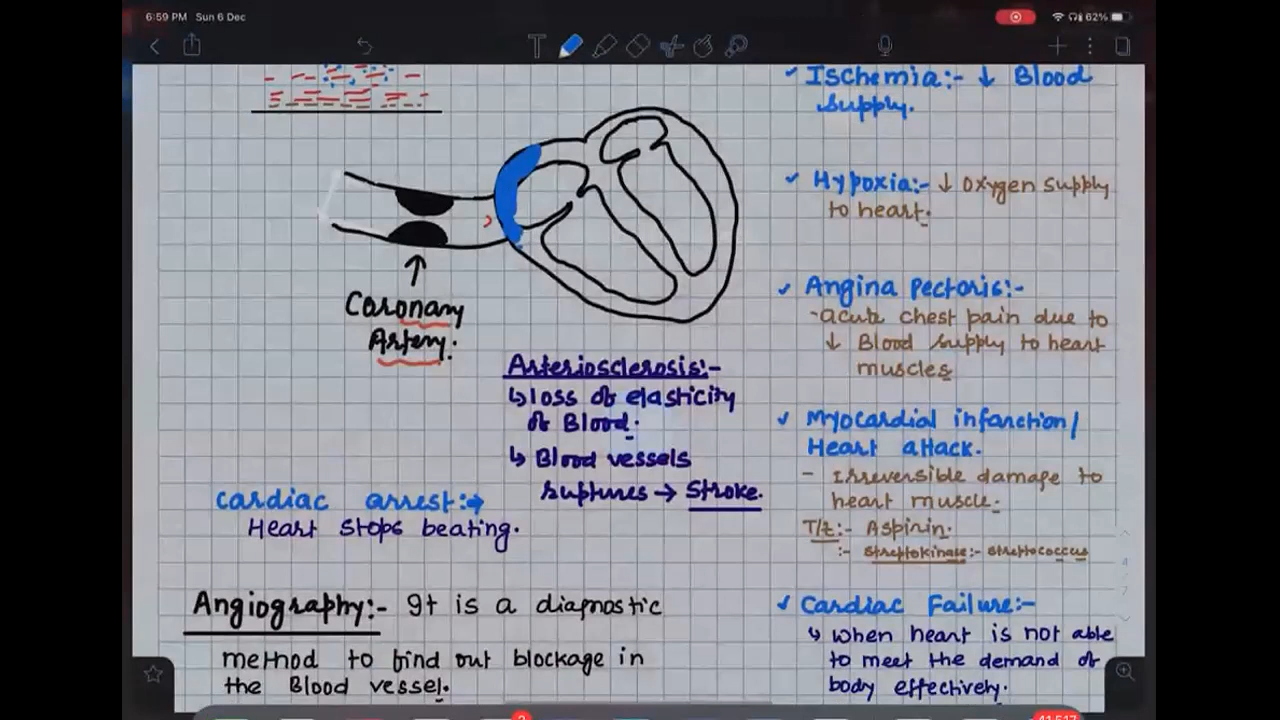 6:59 PM Sun 6 Dec
62%
T
Coronary
Artery.
Arteriosclerosis:-
↳ loss of elasticity
of Blood.
↳ Blood vessels
ruptures → Stroke.
Cardiac arrest:→
Heart stops beating.
Angiography:- It is a diagnostic
method to find out blockage in
the Blood vessel.
✓ Ischemia:- ↓ Blood
supply.
✓ Hypoxia:- ↓ oxygen supply
to heart.
✓ Angina Pectoris:-
-acute chest pain due to
↓ Blood supply to heart
muscles
✓ Myocardial infarction/
Heart attack.
- Irreversible damage to
heart muscle.
T/t:- Aspirin.
:- Streptokinase:- streptococcus
✓ Cardiac Failure:-
↳ when heart is not able
to meet the demand of
body effectively.
2
41,517